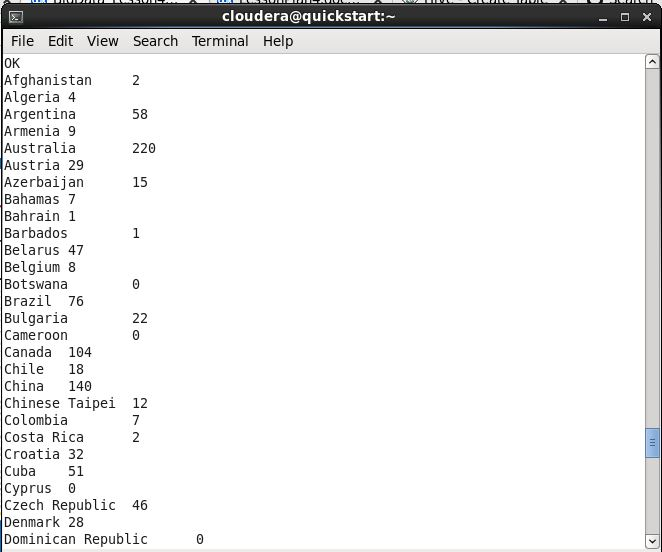 cloudera@quickstart:~
File Edit View Search Terminal Help
OK
Afghanistan 2
Algeria 4
Argentina 58
Armenia 9
Australia 220
Austria 29
Azerbaijan 15
Bahamas 7
Bahrain 1
Barbados 1
Belarus 47
Belgium 8
Botswana 0
Brazil 76
Bulgaria 22
Cameroon 0
Canada 104
Chile 18
China 140
Chinese Taipei 12
Colombia 7
Costa Rica 2
Croatia 32
Cuba 51
Cyprus 0
Czech Republic 46
Denmark 28
Dominican Republic 0